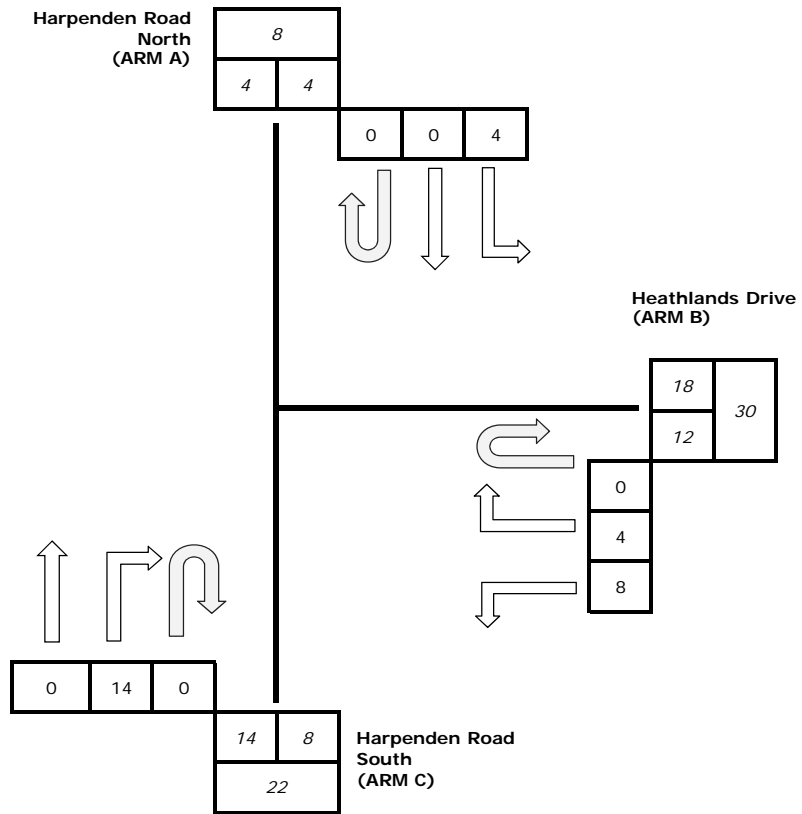 Harpenden Road
North
(ARM A)
8
4 4
0 0 4
Heathlands Drive
(ARM B)
18
30
12
0
4
8
0 14 0
14 8
22
Harpenden Road
South
(ARM C)